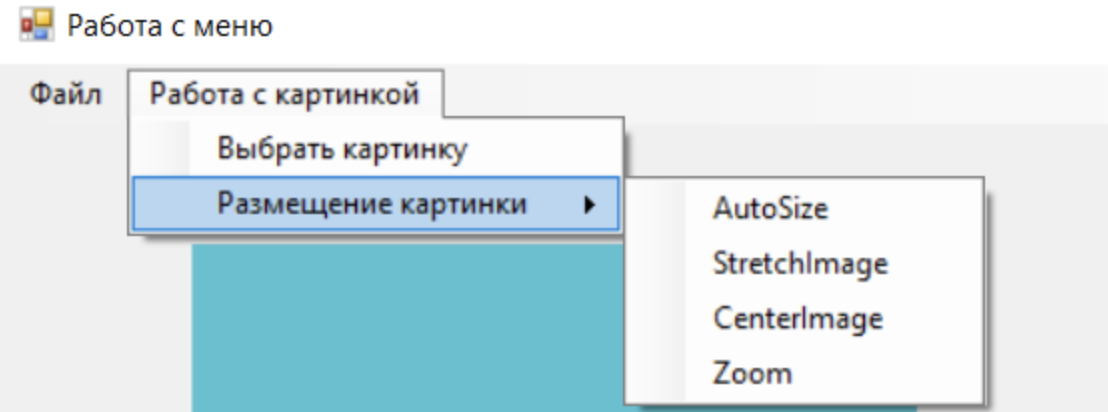 Работа с меню
Файл Работа с картинкой
Выбрать картинку
Размещение картинки
AutoSize
StretchImage
CenterImage
Zoom